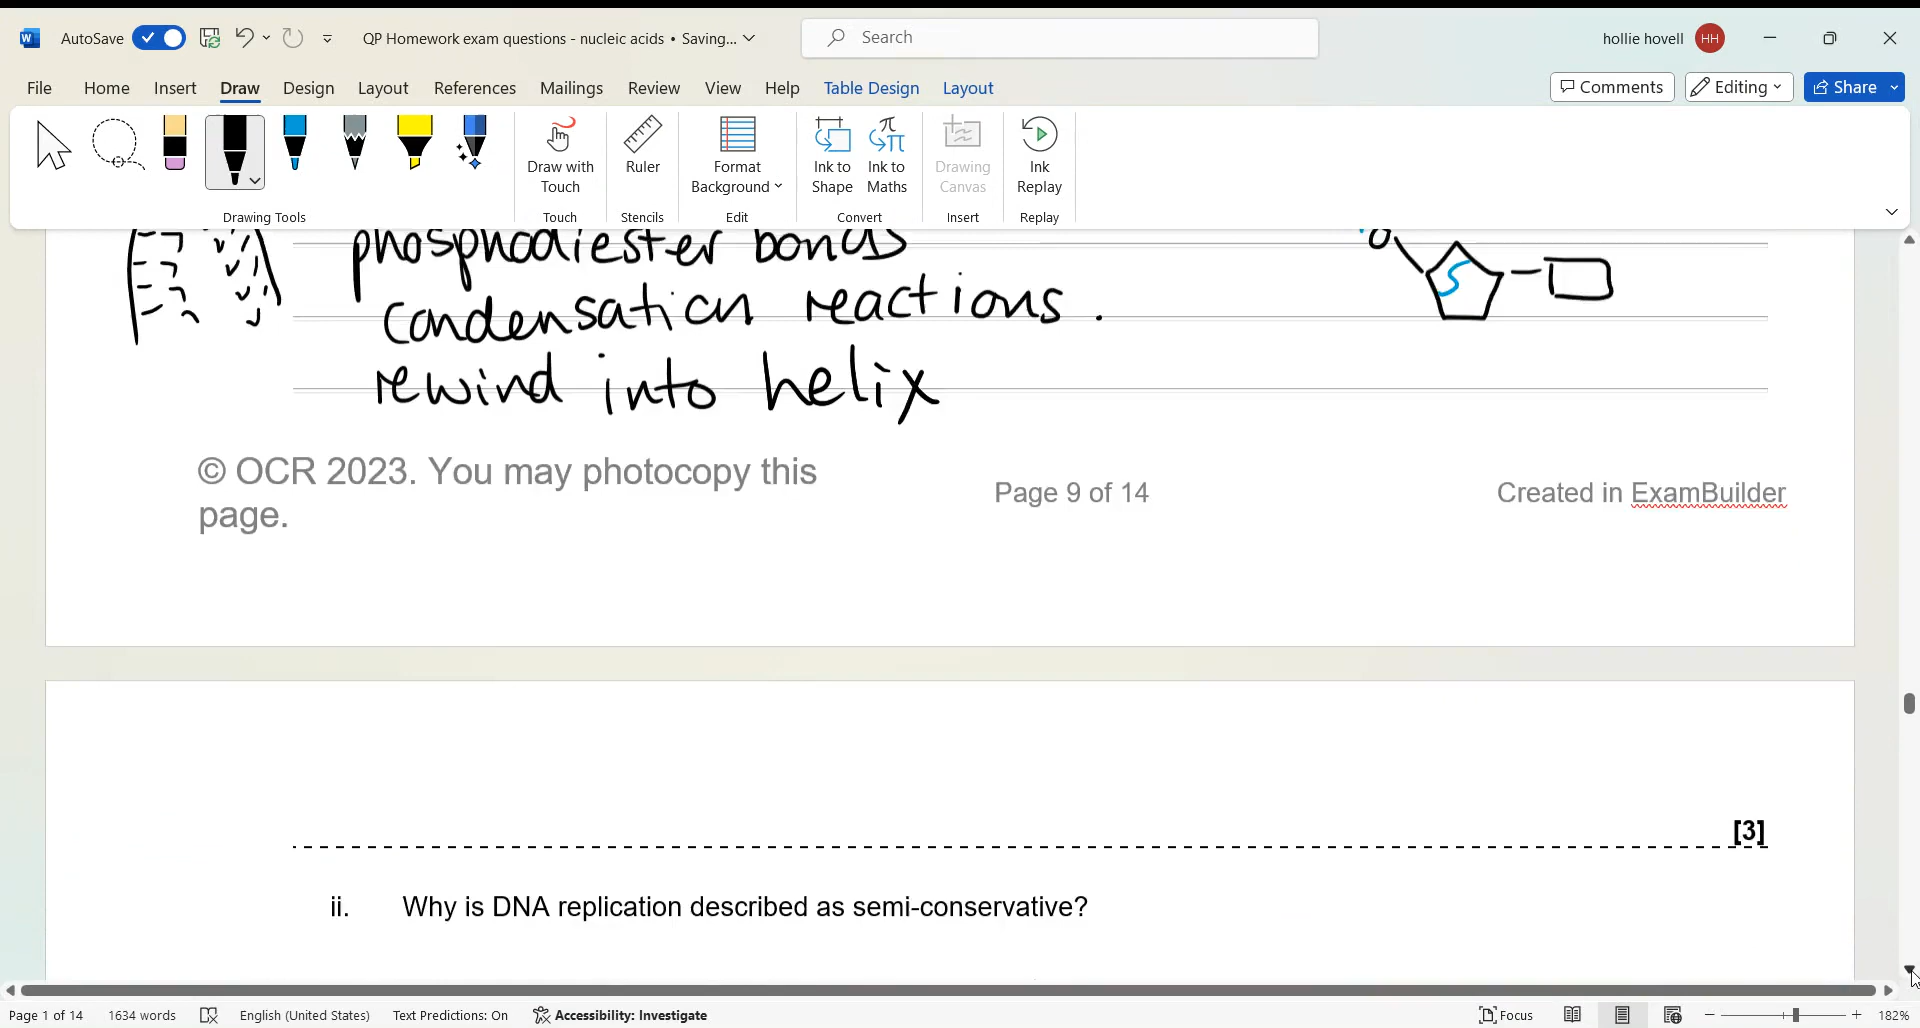 AutoSave
QP Homework exam questions - nucleic acids • Saving...
Search
hollie hovell
HH
File Home Insert Draw Design Layout References Mailings Review View Help Table Design Layout
Comments
Editing
Share
Draw with Touch
Ruler
Format Background
Ink to Shape
Ink to Maths
Drawing Canvas
Ink Replay
Drawing Tools
Touch
Stencils
Edit
Convert
Insert
Replay
phosphodiester bonds
condensation reactions.
rewind into helix
S
© OCR 2023. You may photocopy this
page.
Page 9 of 14
Created in ExamBuilder
[3]
ii. Why is DNA replication described as semi-conservative?
Page 1 of 14 1634 words English (United States) Text Predictions: On Accessibility: Investigate Focus 182%